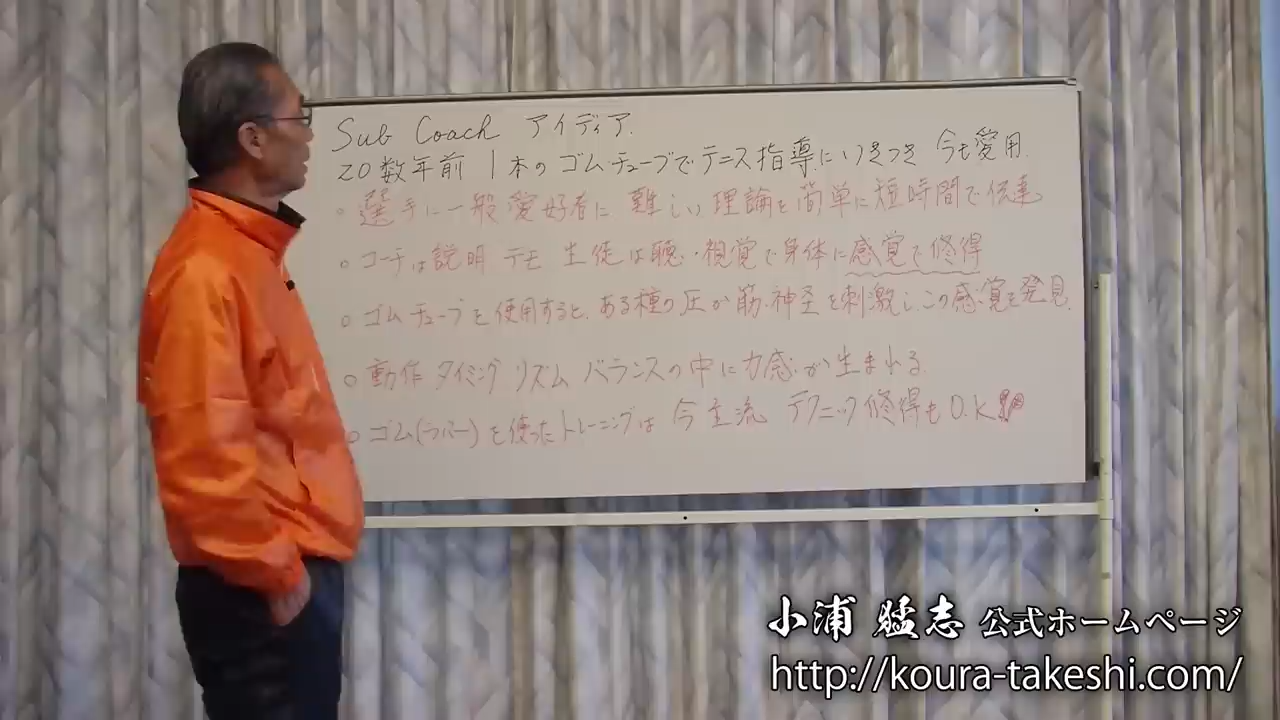 Sub Coach アイディア.
20数年前 1本のゴムチューブでテニス指導にいきつき 今も愛用.
○ 選手に一般愛好者に 難しい理論を簡単に短時間で伝達
○ コーチは説明 デモ 生徒は聴・視覚で身体に感覚で修得
○ ゴムチューブを使用すると、ある種の圧が筋・神圣を刺激し、この感覚を発見.
○ 動作 タイミング リズム バランスの中に力感が生まれる.
○ ゴム(ラバー)を使ったトレーニングは 今主流 テクニック修得も O.K
小浦 猛志 公式ホームページ
http://koura-takeshi.com/